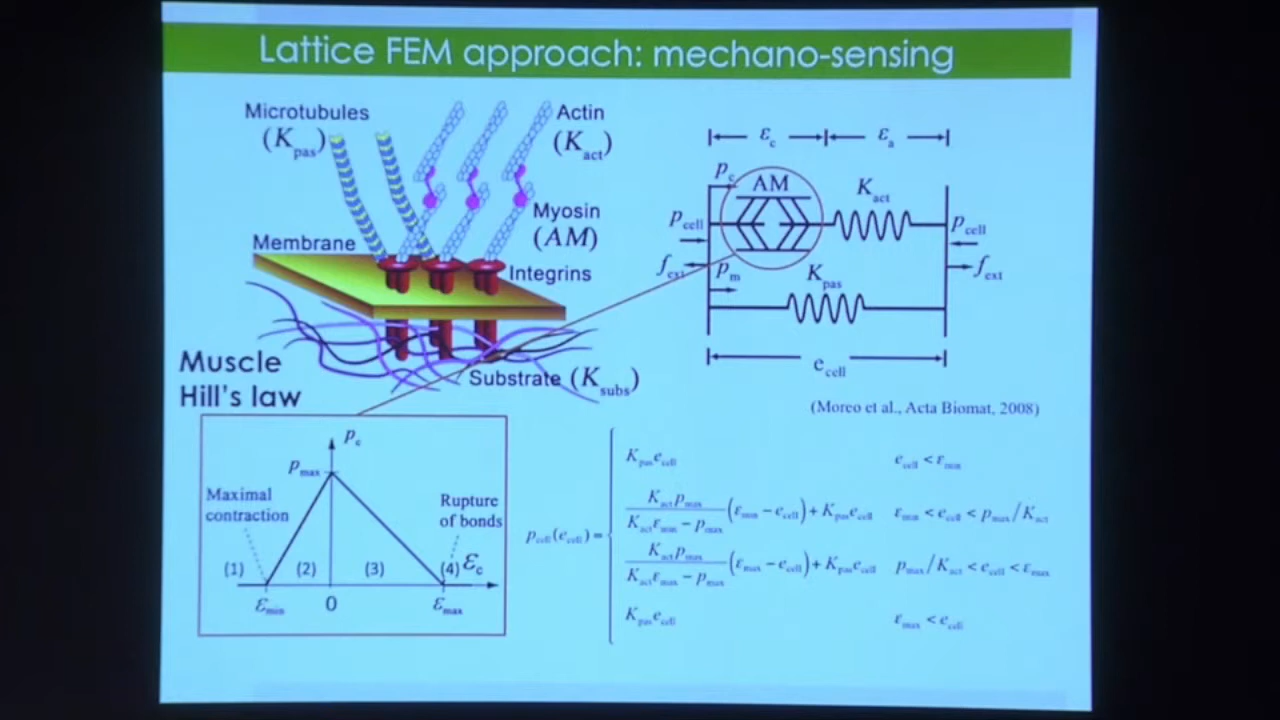 Lattice FEM approach: mechano-sensing
Microtubules
(K_pas)
Actin
(K_act)
Myosin
(AM)
Membrane
Integrins
Substrate (K_subs)
Muscle
Hill's law
ε_c
ε_a
p_c
AM
K_act
p_cell
p_cell
f_ext
f_ext
p_m
K_pas
e_cell
(Moreo et al., Acta Biomat, 2008)
p_c
p_max
Maximal
contraction
Rupture
of bonds
(1)
(2)
(3)
(4)
ε_c
ε_min
0
ε_max
p_cell(e_cell) =
K_pas e_cell   e_cell < ε_min
K_act p_max / (K_act ε_min − p_max) (ε_min − e_cell) + K_pas e_cell   ε_min < e_cell < p_max/K_act
K_act p_max / (K_act ε_max − p_max) (ε_max − e_cell) + K_pas e_cell   p_max/K_act < e_cell < ε_max
K_pas e_cell   ε_max < e_cell